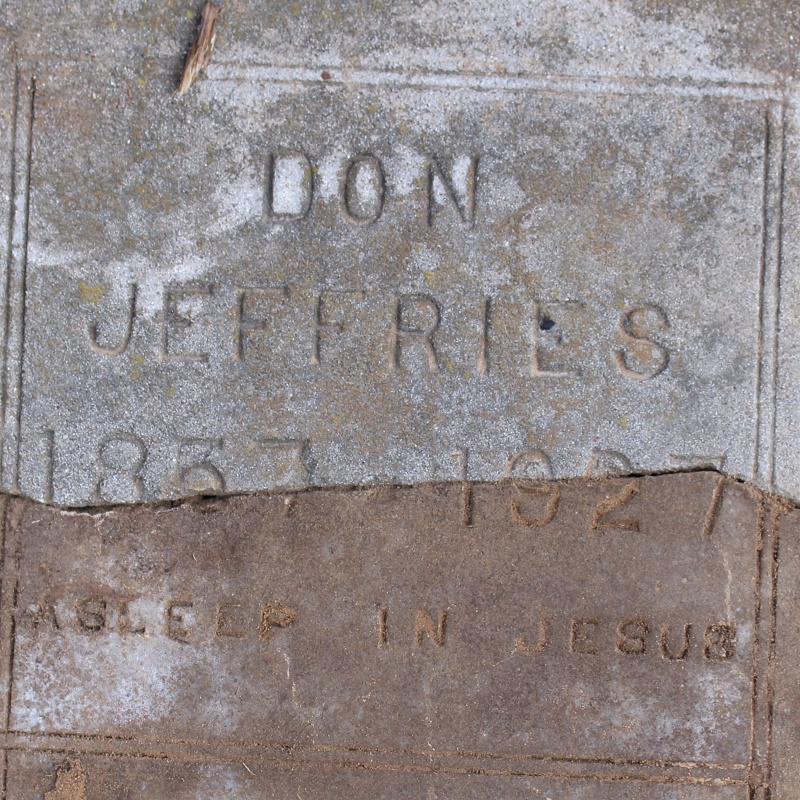 DON
JEFFRIES
1857 - 1927
ASLEEP IN JESUS